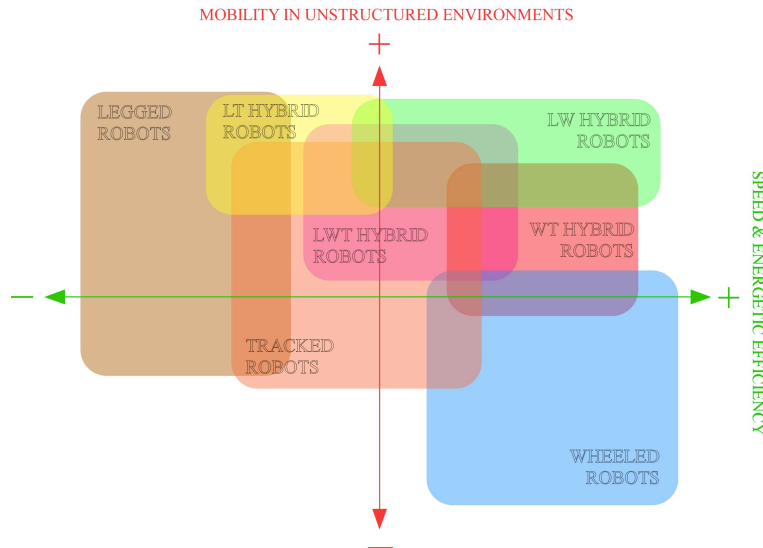 MOBILITY IN UNSTRUCTURED ENVIRONMENTS
+
LEGGED
ROBOTS
LT HYBRID
ROBOTS
LW HYBRID
ROBOTS
LWT HYBRID
ROBOTS
WT HYBRID
ROBOTS
SPEED & ENERGETIC EFFICIENCY
—
+
TRACKED
ROBOTS
WHEELED
ROBOTS
—